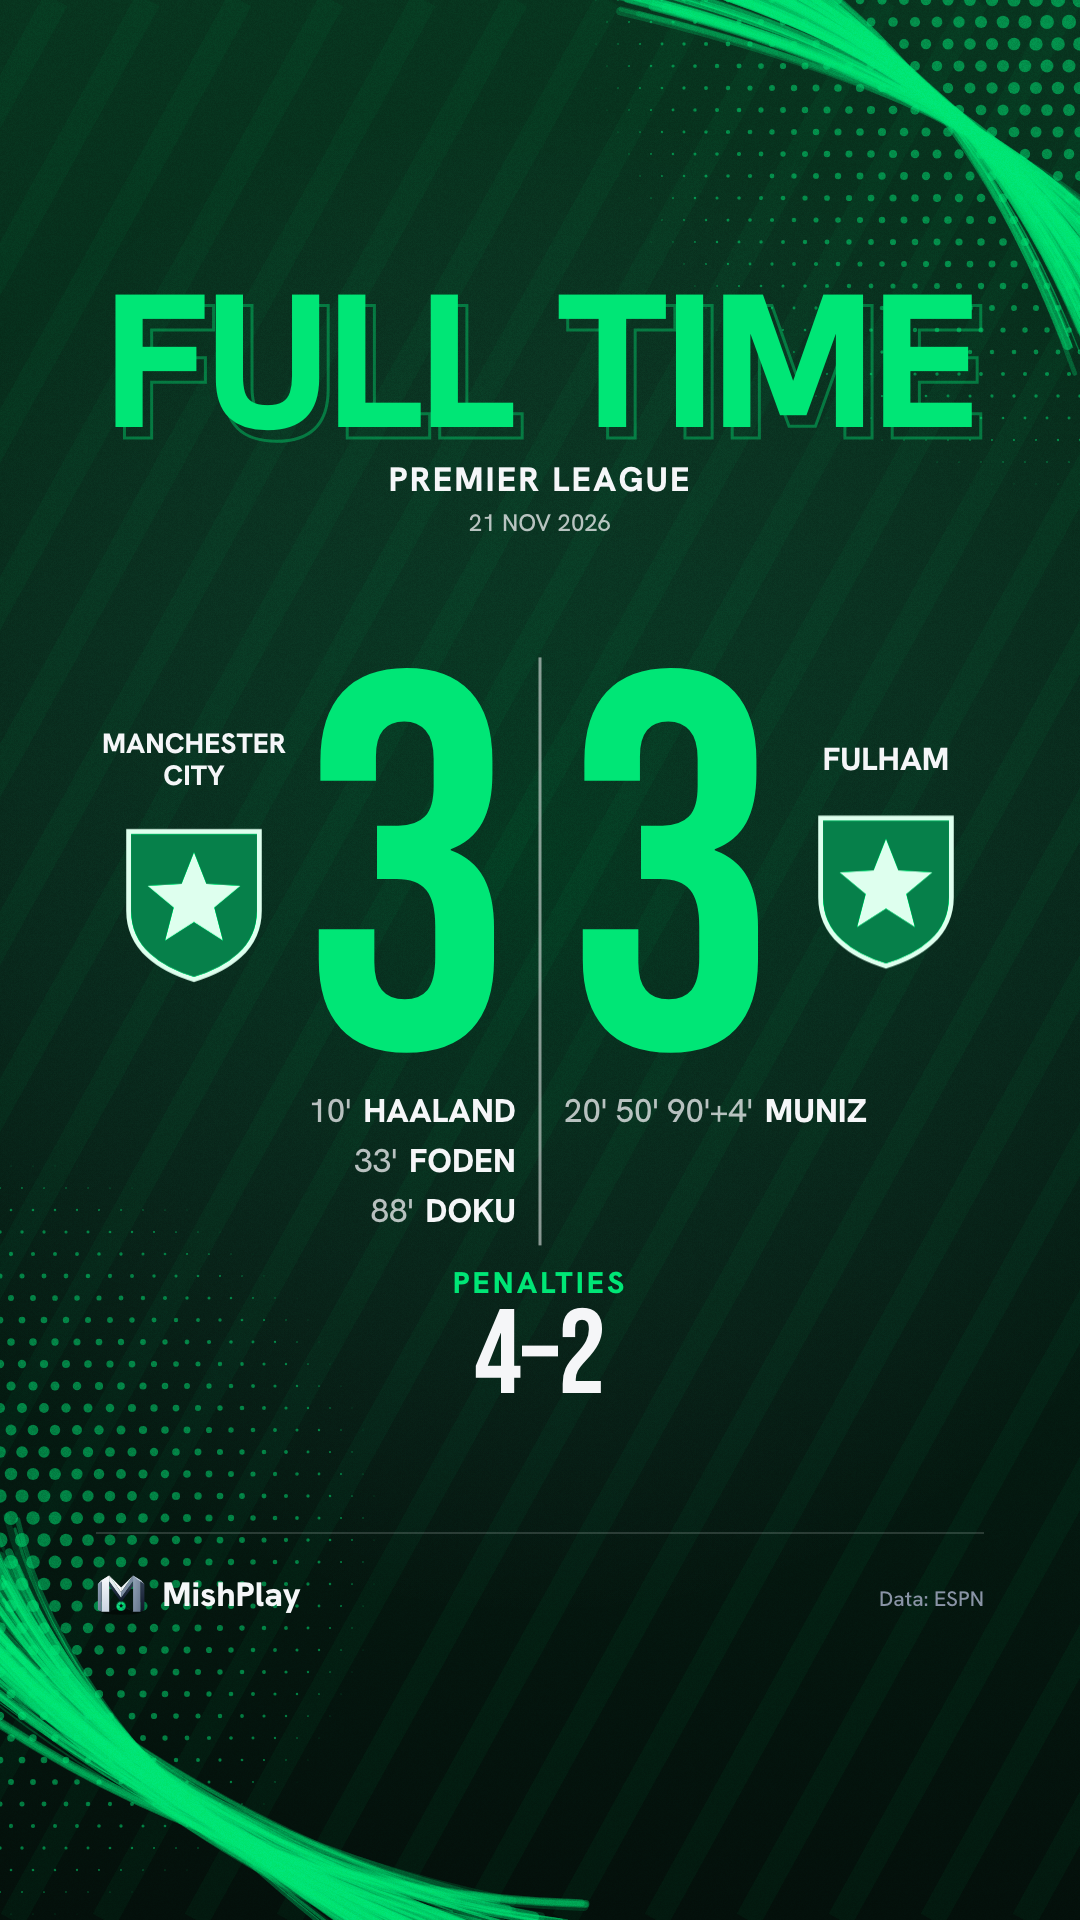 FULL TIME
PREMIER LEAGUE
21 NOV 2026
MANCHESTER
CITY
3
3
FULHAM
10' HAALAND
33' FODEN
88' DOKU
20' 50' 90'+4' MUNIZ
PENALTIES
4–2
MishPlay
Data: ESPN